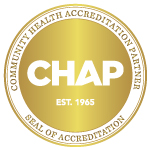 COMMUNITY HEALTH ACCREDITATION PARTNER
CHAP
EST. 1965
SEAL OF ACCREDITATION